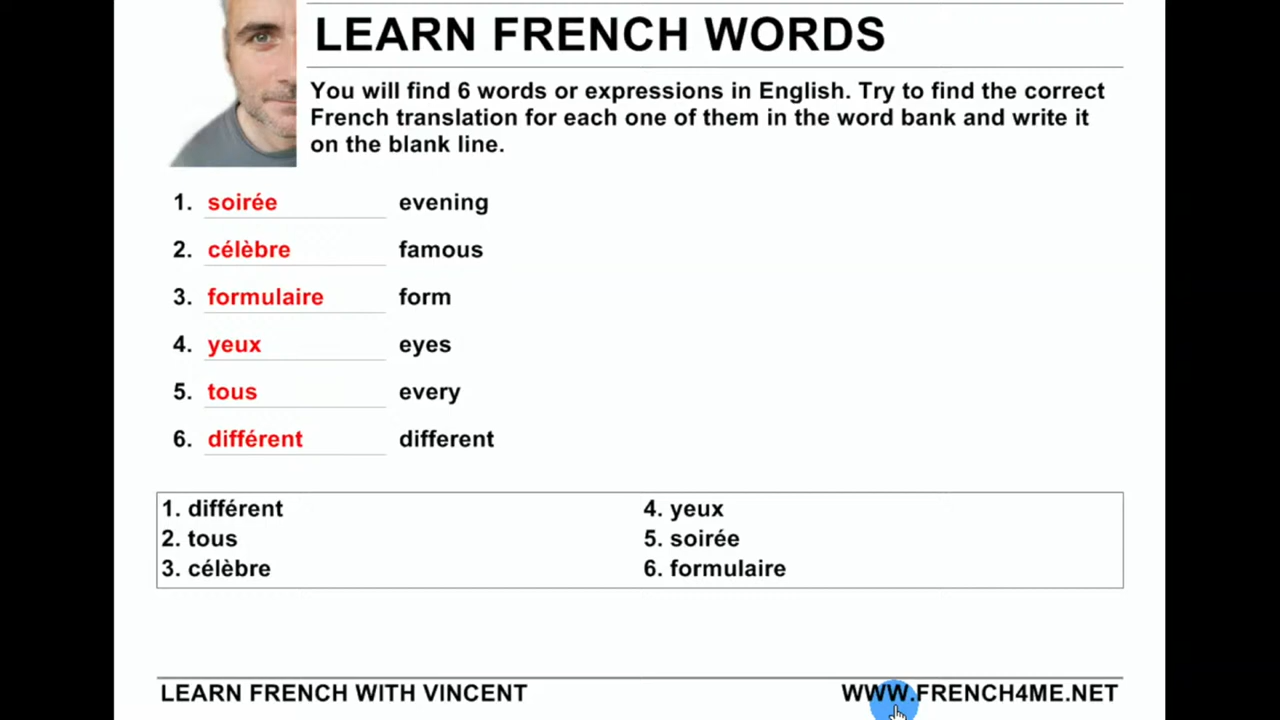 LEARN FRENCH WORDS
You will find 6 words or expressions in English. Try to find the correct
French translation for each one of them in the word bank and write it
on the blank line.
1. soirée evening
2. célèbre famous
3. formulaire form
4. yeux eyes
5. tous every
6. différent different
1. différent 4. yeux
2. tous 5. soirée
3. célèbre 6. formulaire
LEARN FRENCH WITH VINCENT WWW.FRENCH4ME.NET